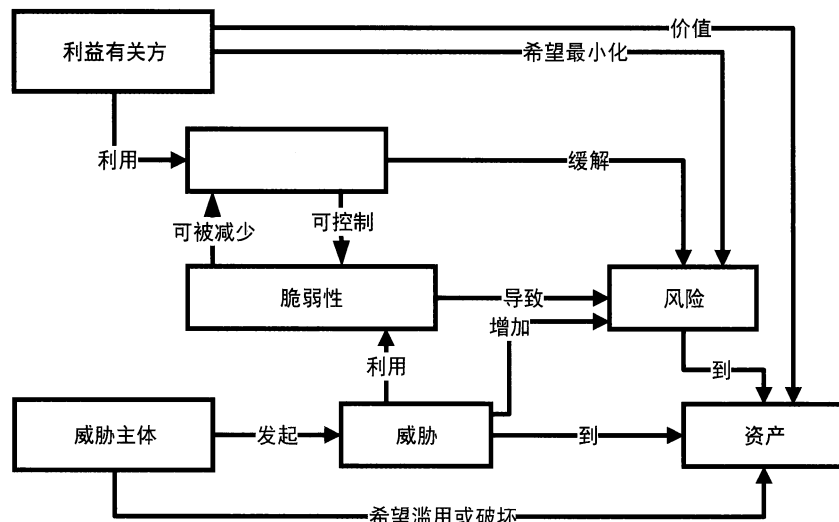 价值
利益有关方
希望最小化
利用
缓解
可被减少
可控制
脆弱性
导致
风险
增加
利用
到
威胁主体
发起
威胁
到
资产
希望滥用或破坏